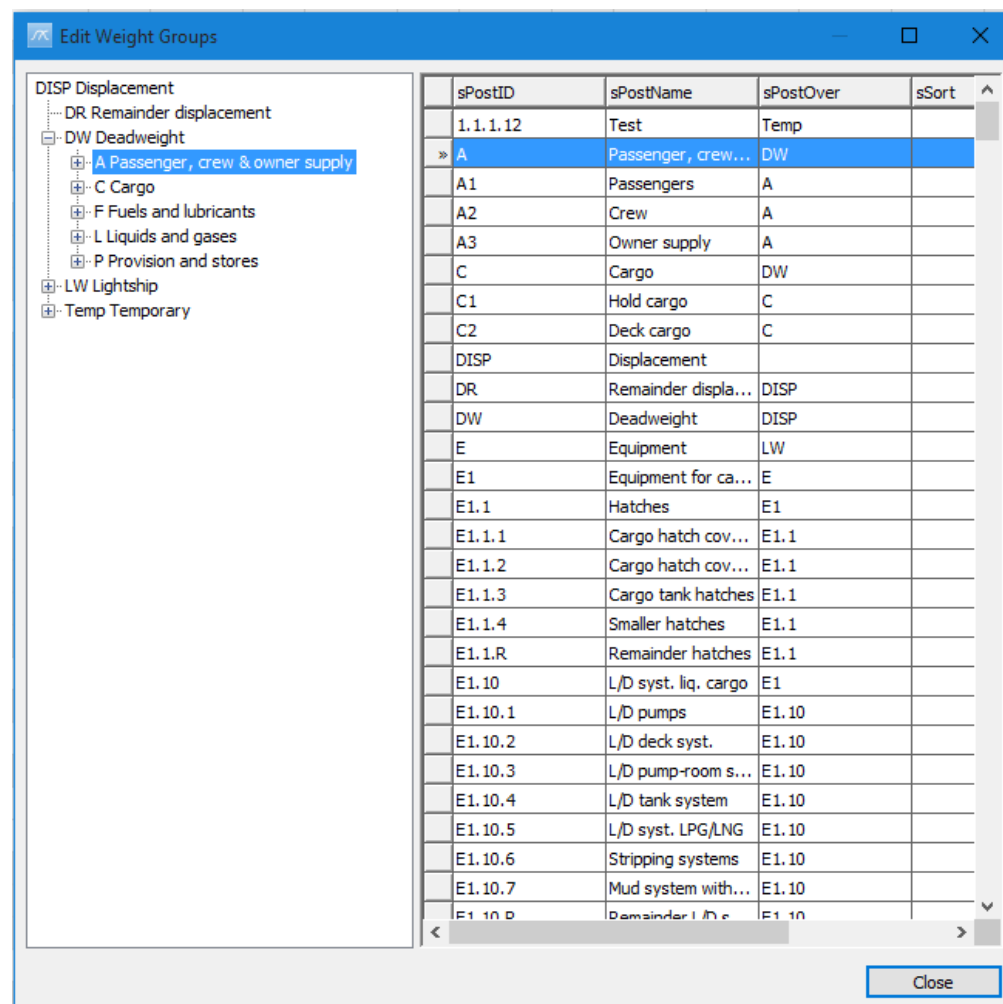 Edit Weight Groups
DISP Displacement
DR Remainder displacement
DW Deadweight
A Passenger, crew & owner supply
C Cargo
F Fuels and lubricants
L Liquids and gases
P Provision and stores
LW Lightship
Temp Temporary
sPostID sPostName sPostOver sSort
1.1.1.12 Test Temp
» A Passenger, crew... DW
A1 Passengers A
A2 Crew A
A3 Owner supply A
C Cargo DW
C1 Hold cargo C
C2 Deck cargo C
DISP Displacement
DR Remainder displa... DISP
DW Deadweight DISP
E Equipment LW
E1 Equipment for ca... E
E1.1 Hatches E1
E1.1.1 Cargo hatch cov... E1.1
E1.1.2 Cargo hatch cov... E1.1
E1.1.3 Cargo tank hatches E1.1
E1.1.4 Smaller hatches E1.1
E1.1.R Remainder hatches E1.1
E1.10 L/D syst. liq. cargo E1
E1.10.1 L/D pumps E1.10
E1.10.2 L/D deck syst. E1.10
E1.10.3 L/D pump-room s... E1.10
E1.10.4 L/D tank system E1.10
E1.10.5 L/D syst. LPG/LNG E1.10
E1.10.6 Stripping systems E1.10
E1.10.7 Mud system with... E1.10
E1.10.R Remainder L/D s... E1.10
Close